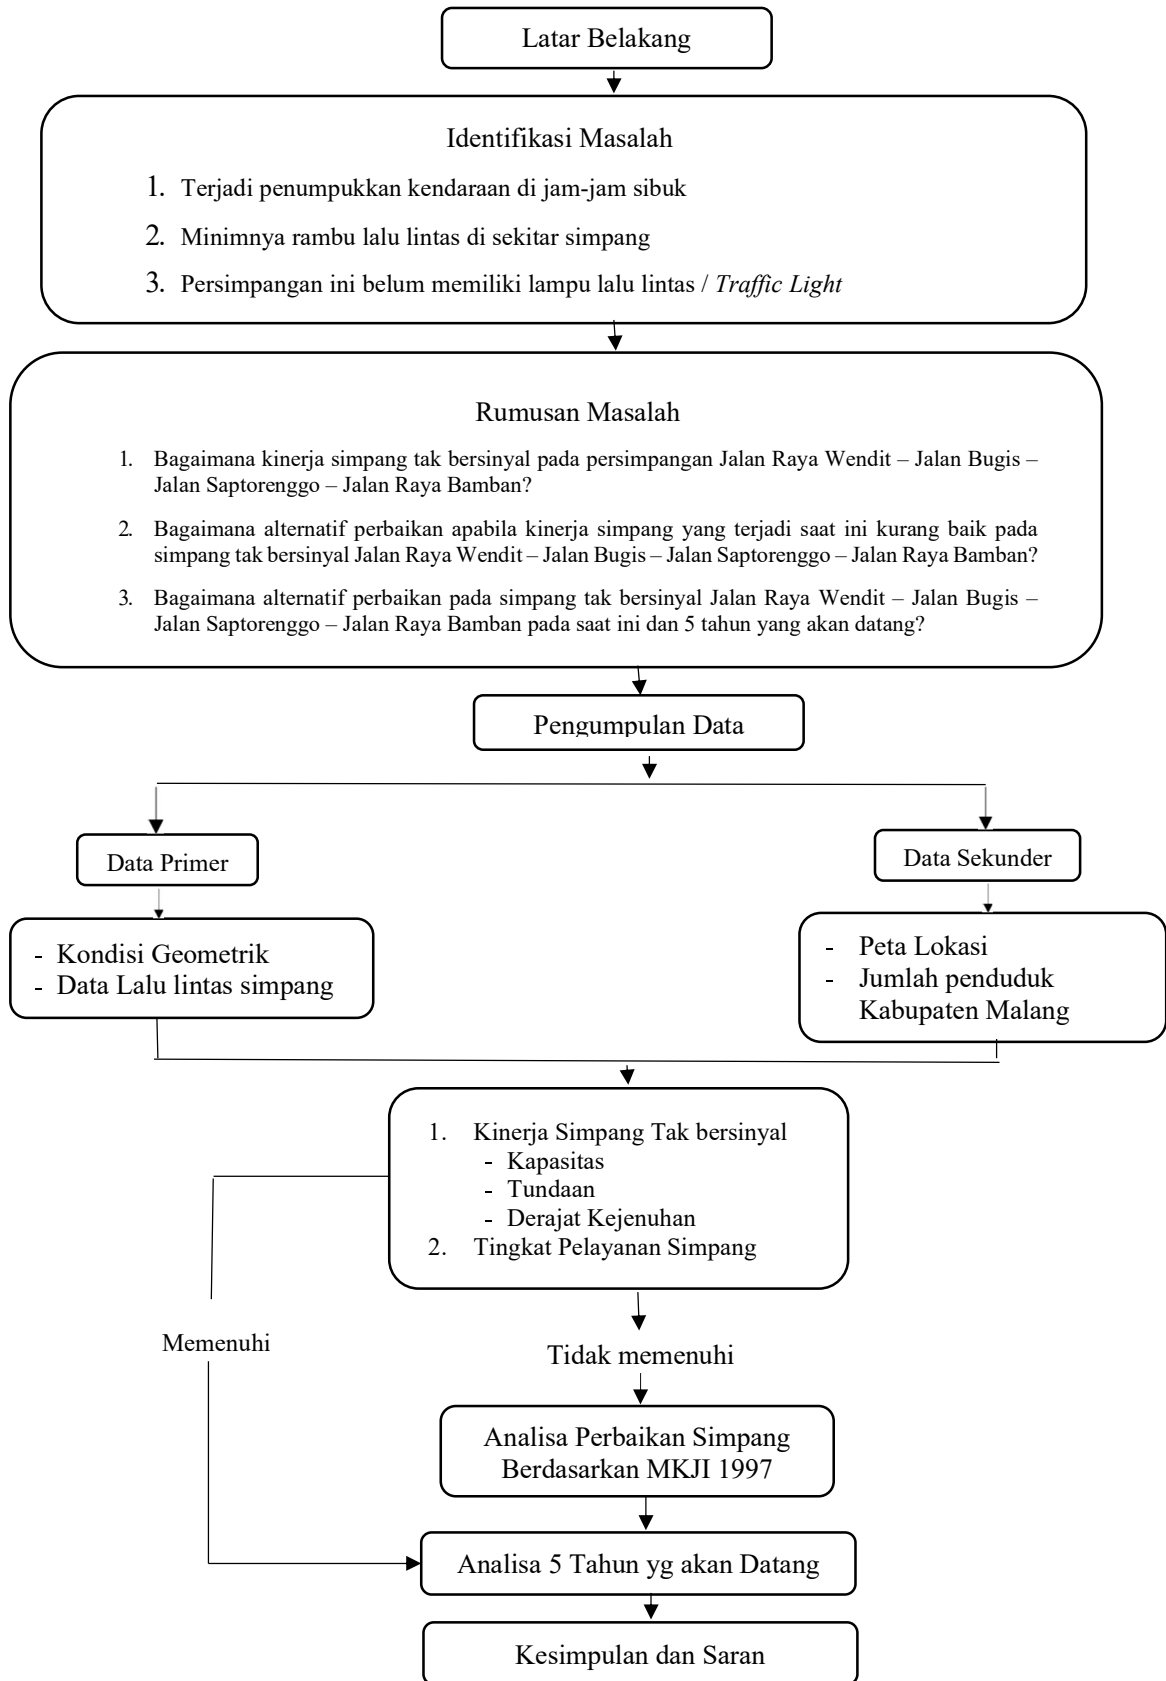 Latar Belakang
Identifikasi Masalah
1. Terjadi penumpukkan kendaraan di jam-jam sibuk
2. Minimnya rambu lalu lintas di sekitar simpang
3. Persimpangan ini belum memiliki lampu lalu lintas / Traffic Light
Rumusan Masalah
1. Bagaimana kinerja simpang tak bersinyal pada persimpangan Jalan Raya Wendit – Jalan Bugis –
Jalan Saptorenggo – Jalan Raya Bamban?
2. Bagaimana alternatif perbaikan apabila kinerja simpang yang terjadi saat ini kurang baik pada
simpang tak bersinyal Jalan Raya Wendit – Jalan Bugis – Jalan Saptorenggo – Jalan Raya Bamban?
3. Bagaimana alternatif perbaikan pada simpang tak bersinyal Jalan Raya Wendit – Jalan Bugis –
Jalan Saptorenggo – Jalan Raya Bamban pada saat ini dan 5 tahun yang akan datang?
Pengumpulan Data
Data Primer
Data Sekunder
- Kondisi Geometrik
- Data Lalu lintas simpang
- Peta Lokasi
- Jumlah penduduk
Kabupaten Malang
1. Kinerja Simpang Tak bersinyal
- Kapasitas
- Tundaan
- Derajat Kejenuhan
2. Tingkat Pelayanan Simpang
Memenuhi
Tidak memenuhi
Analisa Perbaikan Simpang
Berdasarkan MKJI 1997
Analisa 5 Tahun yg akan Datang
Kesimpulan dan Saran